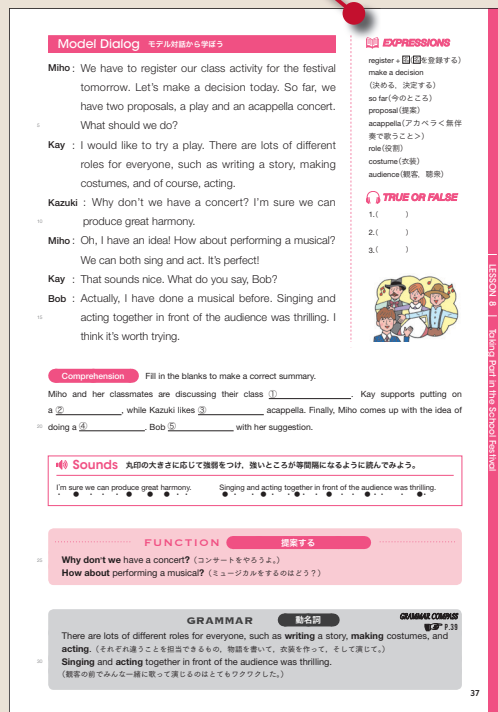 Model Dialog モデル対話から学ぼう
Miho : We have to register our class activity for the festival
tomorrow. Let's make a decision today. So far, we
have two proposals, a play and an acappella concert.
5 What should we do?
Kay : I would like to try a play. There are lots of different
roles for everyone, such as writing a story, making
costumes, and of course, acting.
Kazuki : Why don't we have a concert? I'm sure we can
10 produce great harmony.
Miho : Oh, I have an idea! How about performing a musical?
We can both sing and act. It's perfect!
Kay : That sounds nice. What do you say, Bob?
Bob : Actually, I have done a musical before. Singing and
15 acting together in front of the audience was thrilling. I
think it's worth trying.
EXPRESSIONS
make a decision
(決める,決定する)
so far(今のところ)
proposal(提案)
acappella(アカペラ<無伴
奏で歌うこと>)
role(役割)
costume(衣装)
audience(観客,聴衆)
TRUE OR FALSE
1.( )
2.( )
3.( )
Comprehension Fill in the blanks to make a correct summary.
Miho and her classmates are discussing their class ① . Kay supports putting on
a ② , while Kazuki likes ③ acappella. Finally, Miho comes up with the idea of
20 doing a ④ . Bob ⑤ with her suggestion.
Sounds 丸印の大きさに応じて強弱をつけ,強いところが等間隔になるように読んでみよう。
I'm sure we can produce great harmony. Singing and acting together in front of the audience was thrilling.
FUNCTION 提案する
25 Why don't we have a concert?(コンサートをやろうよ。)
How about performing a musical?(ミュージカルをするのはどう?)
GRAMMAR 動名詞 GRAMMAR COMPASS
P.39
There are lots of different roles for everyone, such as writing a story, making costumes, and
30 acting.(それぞれ違うことを担当できるもの,物語を書いて,衣装を作って,そして演じて。)
Singing and acting together in front of the audience was thrilling.
(観客の前でみんな一緒に歌って演じるのはとてもワクワクした。)
LESSON 8 | Taking Part in the School Festival
37